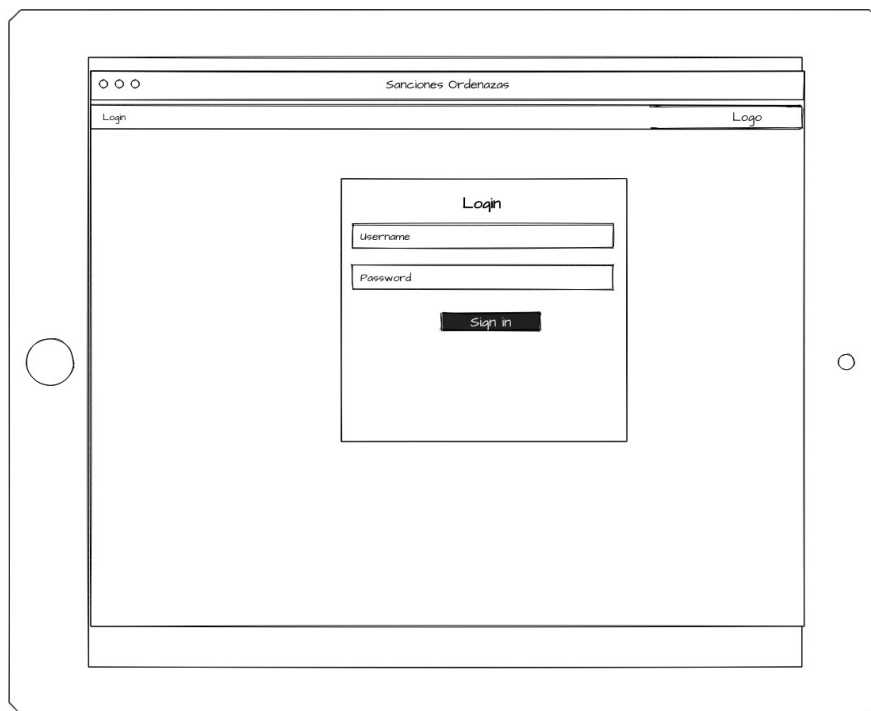 Sanciones Ordenazas
Login
Logo
Login
Username
Password
Sign in